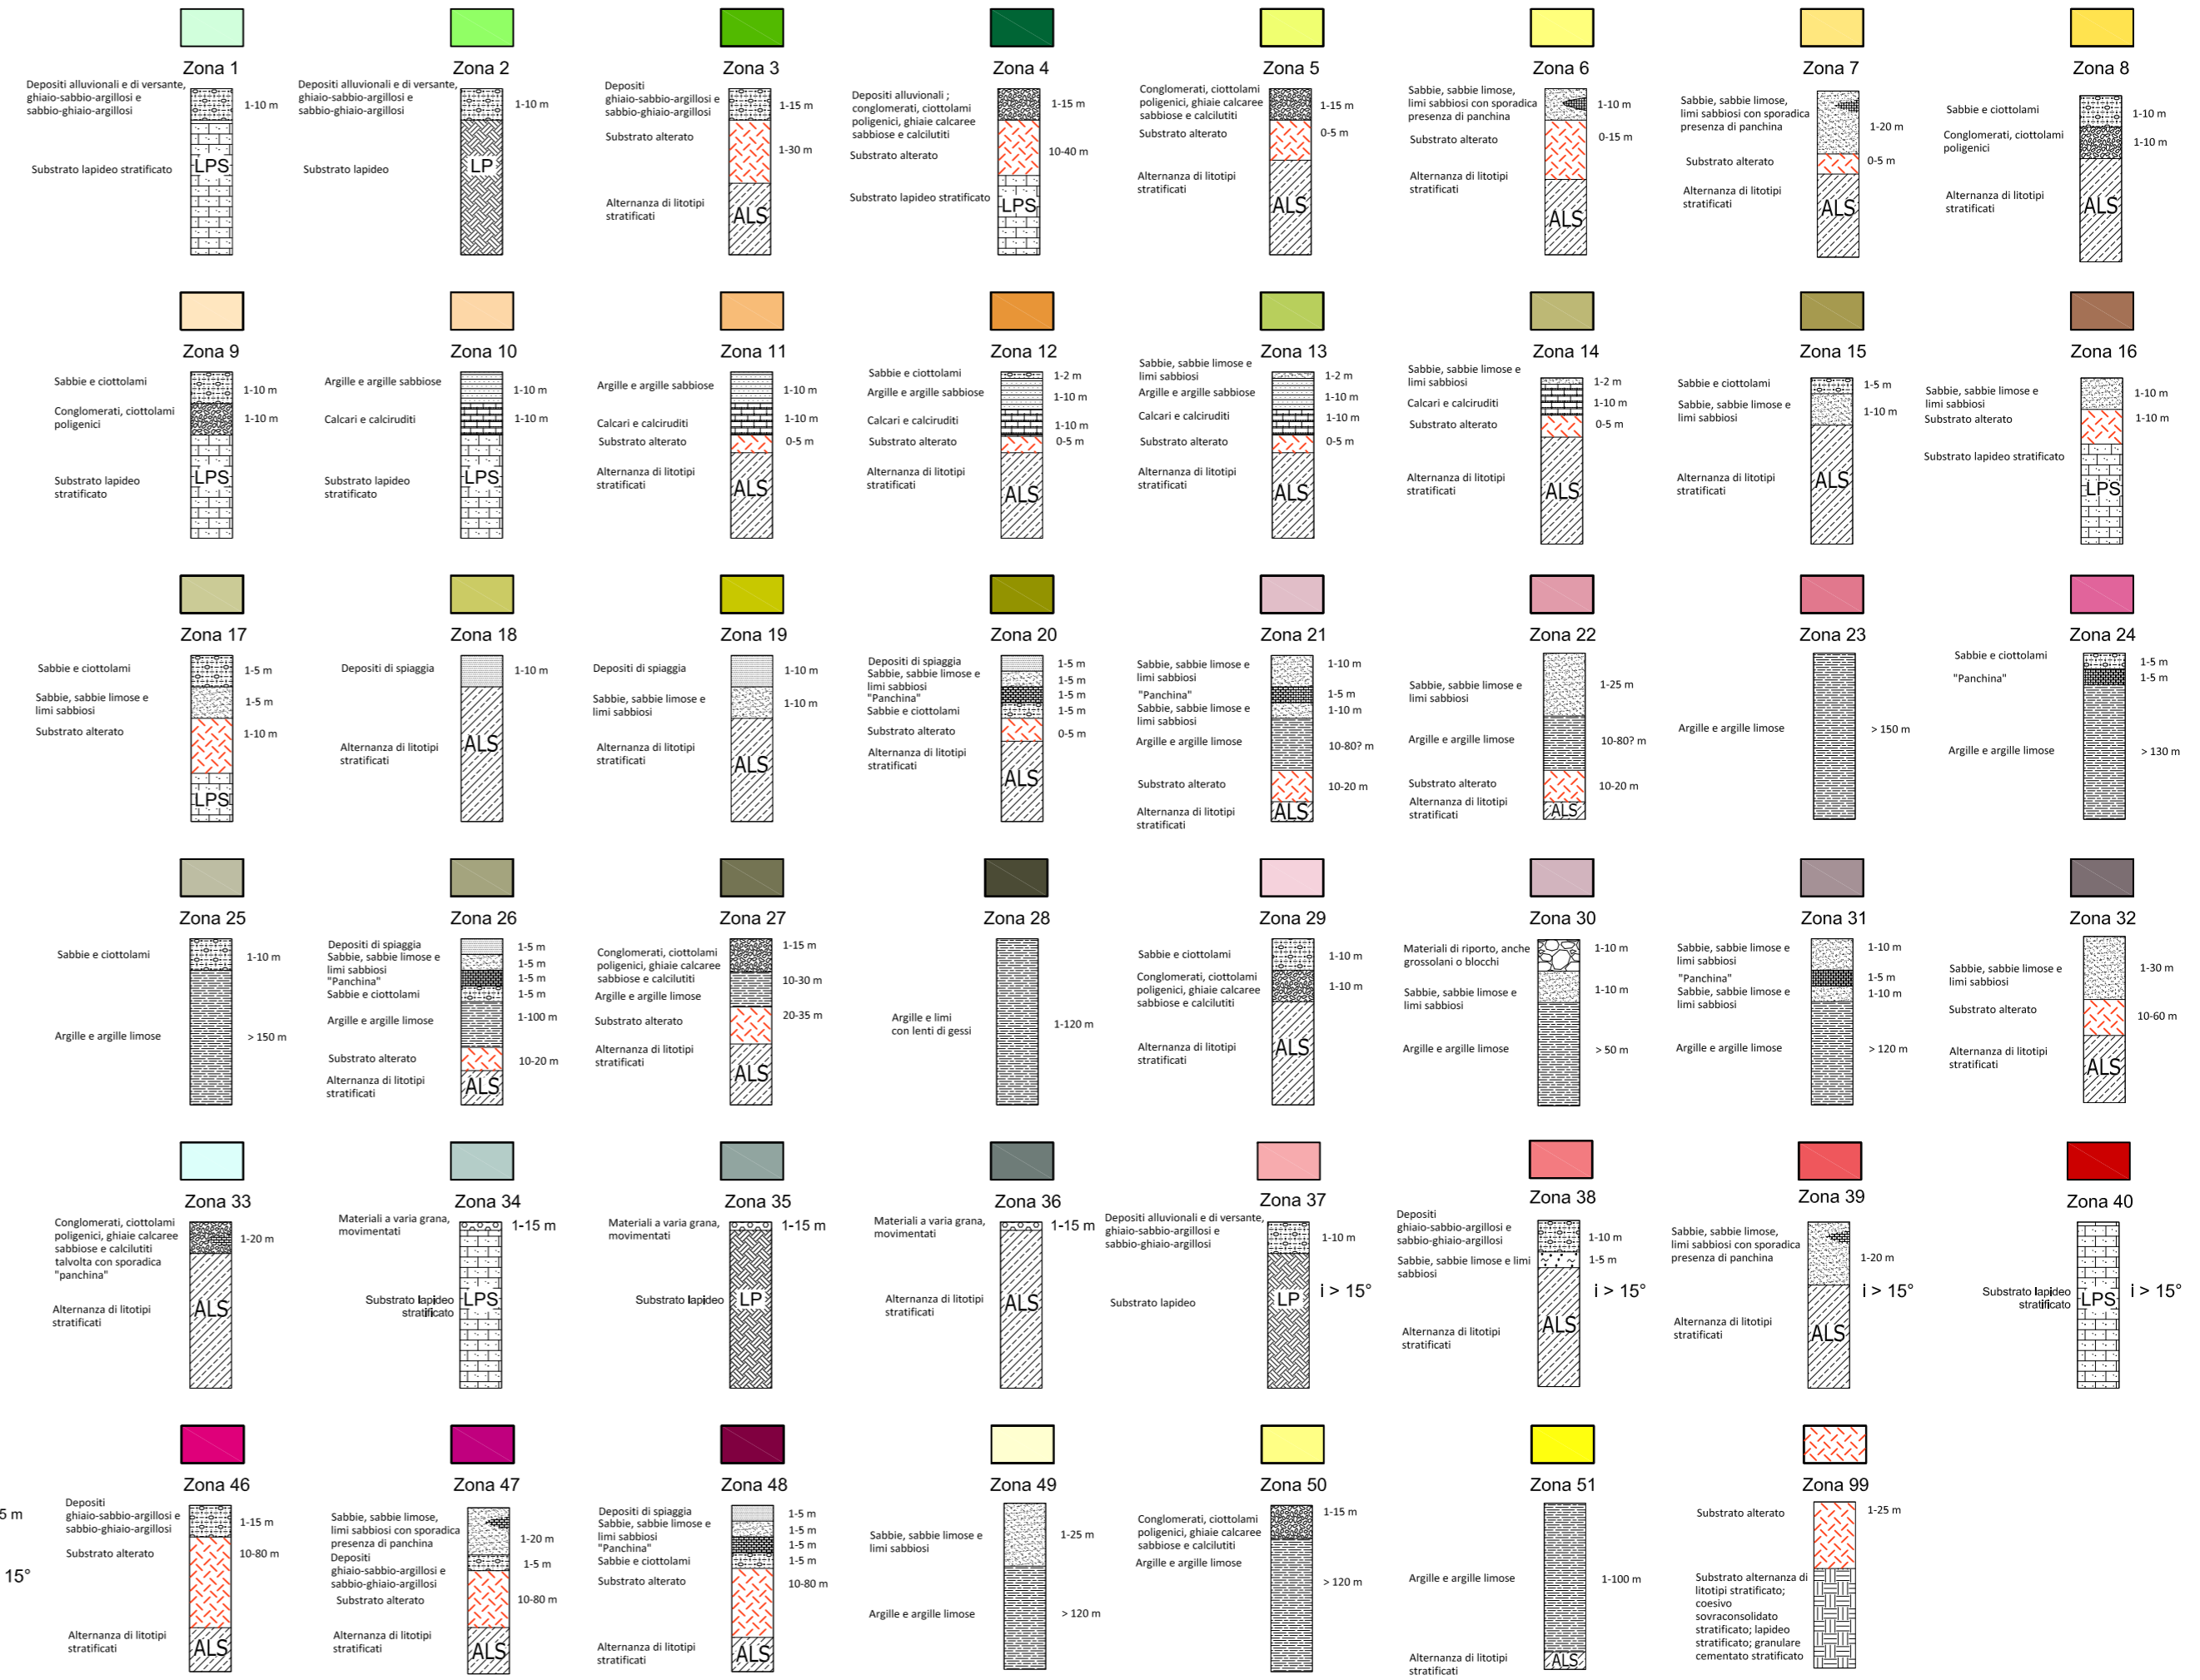 Zona 1
Depositi alluvionali e di versante,
ghiaio-sabbio-argillosi e
sabbio-ghiaio-argillosi
1-10 m
Substrato lapideo stratificato
LPS
Zona 2
Depositi alluvionali e di versante,
ghiaio-sabbio-argillosi e
sabbio-ghiaio-argillosi
1-10 m
Substrato lapideo
LP
Zona 3
Depositi
ghiaio-sabbio-argillosi e
sabbio-ghiaio-argillosi
1-15 m
Substrato alterato
1-30 m
Alternanza di litotipi
stratificati
ALS
Zona 4
Depositi alluvionali ;
conglomerati, ciottolami
poligenici, ghiaie calcaree
sabbiose e calcilutiti
1-15 m
Substrato alterato
10-40 m
Substrato lapideo stratificato
LPS
Zona 5
Conglomerati, ciottolami
poligenici, ghiaie calcaree
sabbiose e calcilutiti
1-15 m
Substrato alterato
0-5 m
Alternanza di litotipi
stratificati
ALS
Zona 6
Sabbie, sabbie limose,
limi sabbiosi con sporadica
presenza di panchina
1-10 m
Substrato alterato
0-15 m
Alternanza di litotipi
stratificati
ALS
Zona 7
Sabbie, sabbie limose,
limi sabbiosi con sporadica
presenza di panchina
1-20 m
Substrato alterato
0-5 m
Alternanza di litotipi
stratificati
ALS
Zona 8
Sabbie e ciottolami
1-10 m
Conglomerati, ciottolami
poligenici
1-10 m
Alternanza di litotipi
stratificati
ALS
Zona 9
Sabbie e ciottolami
1-10 m
Conglomerati, ciottolami
poligenici
1-10 m
Substrato lapideo
stratificato
LPS
Zona 10
Argille e argille sabbiose
1-10 m
Calcari e calciruditi
1-10 m
Substrato lapideo
stratificato
LPS
Zona 11
Argille e argille sabbiose
1-10 m
Calcari e calciruditi
1-10 m
Substrato alterato
0-5 m
Alternanza di litotipi
stratificati
ALS
Zona 12
Sabbie e ciottolami
1-2 m
Argille e argille sabbiose
1-10 m
Calcari e calciruditi
1-10 m
Substrato alterato
0-5 m
Alternanza di litotipi
stratificati
ALS
Zona 13
Sabbie, sabbie limose e
limi sabbiosi
1-2 m
Argille e argille sabbiose
1-10 m
Calcari e calciruditi
1-10 m
Substrato alterato
0-5 m
Alternanza di litotipi
stratificati
ALS
Zona 14
Sabbie, sabbie limose e
limi sabbiosi
1-2 m
Calcari e calciruditi
1-10 m
Substrato alterato
0-5 m
Alternanza di litotipi
stratificati
ALS
Zona 15
Sabbie e ciottolami
1-5 m
Sabbie, sabbie limose e
limi sabbiosi
1-10 m
Alternanza di litotipi
stratificati
ALS
Zona 16
Sabbie, sabbie limose e
limi sabbiosi
1-10 m
Substrato alterato
1-10 m
Substrato lapideo stratificato
LPS
Zona 17
Sabbie e ciottolami
1-5 m
Sabbie, sabbie limose e
limi sabbiosi
1-5 m
Substrato alterato
1-10 m
LPS
Zona 18
Depositi di spiaggia
1-10 m
Alternanza di litotipi
stratificati
ALS
Zona 19
Depositi di spiaggia
1-10 m
Sabbie, sabbie limose e
limi sabbiosi
1-10 m
Alternanza di litotipi
stratificati
ALS
Zona 20
Depositi di spiaggia
1-5 m
Sabbie, sabbie limose e
limi sabbiosi
1-5 m
"Panchina"
1-5 m
Sabbie e ciottolami
1-5 m
Substrato alterato
0-5 m
Alternanza di litotipi
stratificati
ALS
Zona 21
Sabbie, sabbie limose e
limi sabbiosi
1-10 m
"Panchina"
1-5 m
Sabbie, sabbie limose e
limi sabbiosi
1-10 m
Argille e argille limose
10-80? m
Substrato alterato
10-20 m
Alternanza di litotipi
stratificati
ALS
Zona 22
Sabbie, sabbie limose e
limi sabbiosi
1-25 m
Argille e argille limose
10-80? m
Substrato alterato
10-20 m
Alternanza di litotipi
stratificati
ALS
Zona 23
Argille e argille limose
> 150 m
Zona 24
Sabbie e ciottolami
1-5 m
"Panchina"
1-5 m
Argille e argille limose
> 130 m
Zona 25
Sabbie e ciottolami
1-10 m
Argille e argille limose
> 150 m
Zona 26
Depositi di spiaggia
1-5 m
Sabbie, sabbie limose e
limi sabbiosi
1-5 m
"Panchina"
1-5 m
Sabbie e ciottolami
1-5 m
Argille e argille limose
1-100 m
Substrato alterato
10-20 m
Alternanza di litotipi
stratificati
ALS
Zona 27
Conglomerati, ciottolami
poligenici, ghiaie calcaree
sabbiose e calcilutiti
1-15 m
Argille e argille limose
10-30 m
Substrato alterato
20-35 m
Alternanza di litotipi
stratificati
ALS
Zona 28
Argille e limi
con lenti di gessi
1-120 m
Zona 29
Sabbie e ciottolami
1-10 m
Conglomerati, ciottolami
poligenici, ghiaie calcaree
sabbiose e calcilutiti
1-10 m
Alternanza di litotipi
stratificati
ALS
Zona 30
Materiali di riporto, anche
grossolani o blocchi
1-10 m
Sabbie, sabbie limose e
limi sabbiosi
1-10 m
Argille e argille limose
> 50 m
Zona 31
Sabbie, sabbie limose e
limi sabbiosi
1-10 m
"Panchina"
1-5 m
Sabbie, sabbie limose e
limi sabbiosi
1-10 m
Argille e argille limose
> 120 m
Zona 32
Sabbie, sabbie limose e
limi sabbiosi
1-30 m
Substrato alterato
10-60 m
Alternanza di litotipi
stratificati
ALS
Zona 33
Conglomerati, ciottolami
poligenici, ghiaie calcaree
sabbiose e calcilutiti
talvolta con sporadica
"panchina"
1-20 m
Alternanza di litotipi
stratificati
ALS
Zona 34
Materiali a varia grana,
movimentati
1-15 m
Substrato lapideo
stratificato
LPS
Zona 35
Materiali a varia grana,
movimentati
1-15 m
Substrato lapideo
LP
Zona 36
Materiali a varia grana,
movimentati
1-15 m
Alternanza di litotipi
stratificati
ALS
Zona 37
Depositi alluvionali e di versante,
ghiaio-sabbio-argillosi e
sabbio-ghiaio-argillosi
1-10 m
Substrato lapideo
LP
i > 15°
Zona 38
Depositi
ghiaio-sabbio-argillosi e
sabbio-ghiaio-argillosi
1-10 m
Sabbie, sabbie limose e limi
sabbiosi
1-5 m
i > 15°
Alternanza di litotipi
stratificati
ALS
Zona 39
Sabbie, sabbie limose,
limi sabbiosi con sporadica
presenza di panchina
1-20 m
i > 15°
Alternanza di litotipi
stratificati
ALS
Zona 40
Substrato lapideo
stratificato
LPS
i > 15°
5 m
15°
Zona 46
Depositi
ghiaio-sabbio-argillosi e
sabbio-ghiaio-argillosi
1-15 m
Substrato alterato
10-80 m
Alternanza di litotipi
stratificati
ALS
Zona 47
Sabbie, sabbie limose,
limi sabbiosi con sporadica
presenza di panchina
1-20 m
Depositi
ghiaio-sabbio-argillosi e
sabbio-ghiaio-argillosi
1-5 m
Substrato alterato
10-80 m
Alternanza di litotipi
stratificati
ALS
Zona 48
Depositi di spiaggia
1-5 m
Sabbie, sabbie limose e
limi sabbiosi
1-5 m
"Panchina"
1-5 m
Sabbie e ciottolami
1-5 m
Substrato alterato
10-80 m
Alternanza di litotipi
stratificati
ALS
Zona 49
Sabbie, sabbie limose e
limi sabbiosi
1-25 m
Argille e argille limose
> 120 m
Zona 50
Conglomerati, ciottolami
poligenici, ghiaie calcaree
sabbiose e calcilutiti
1-15 m
Argille e argille limose
> 120 m
Zona 51
Argille e argille limose
1-100 m
Alternanza di litotipi
stratificati
ALS
Zona 99
Substrato alterato
1-25 m
Substrato alternanza di
litotipi stratificato;
coesivo
sovraconsolidato
stratificato; lapideo
stratificato; granulare
cementato stratificato